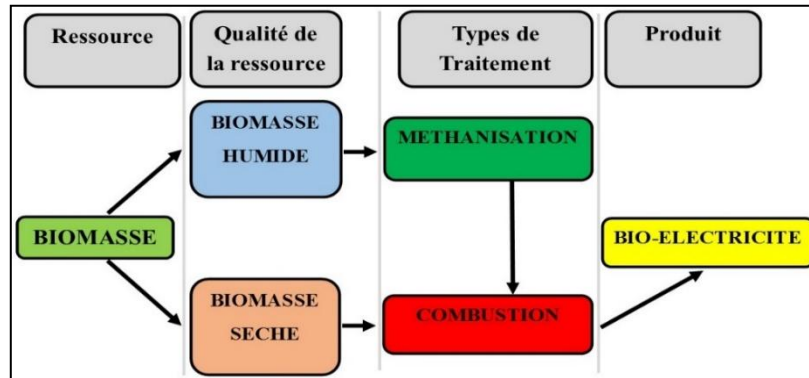 Ressource
Qualité de
la ressource
Types de
Traitement
Produit
BIOMASSE
HUMIDE
METHANISATION
BIOMASSE
BIO-ELECTRICITE
BIOMASSE
SECHE
COMBUSTION